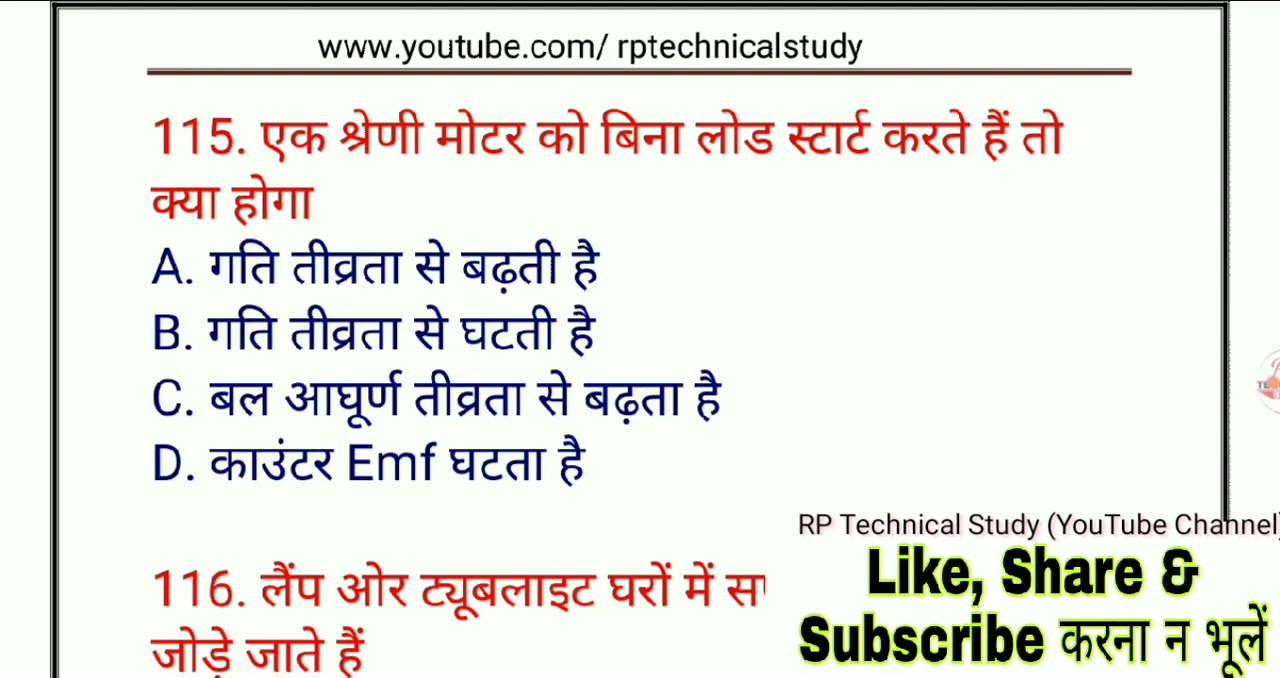 www.youtube.com/ rptechnicalstudy
115. एक श्रेणी मोटर को बिना लोड स्टार्ट करते हैं तो
क्या होगा
A. गति तीव्रता से बढ़ती है
B. गति तीव्रता से घटती है
C. बल आघूर्ण तीव्रता से बढ़ता है
D. काउंटर Emf घटता है
116. लैंप ओर ट्यूबलाइट घरों में
जोड़े जाते हैं
RP Technical Study (YouTube Channel)
Like, Share &
Subscribe करना न भूलें